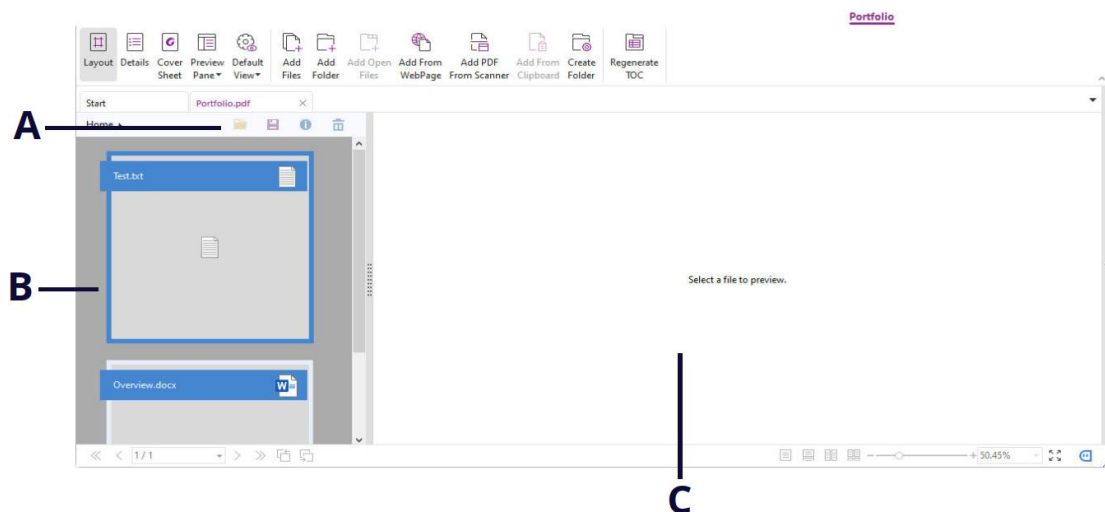 Portfolio
Layout Details Cover Sheet Preview Pane Default View Add Files Add Folder Add Open Files Add From WebPage Add PDF From Scanner Add From Clipboard Create Folder Regenerate TOC
Start Portfolio.pdf
A
Home
Test.txt
B
Select a file to preview.
Overview.docx
W
1 / 1 50.45%
C